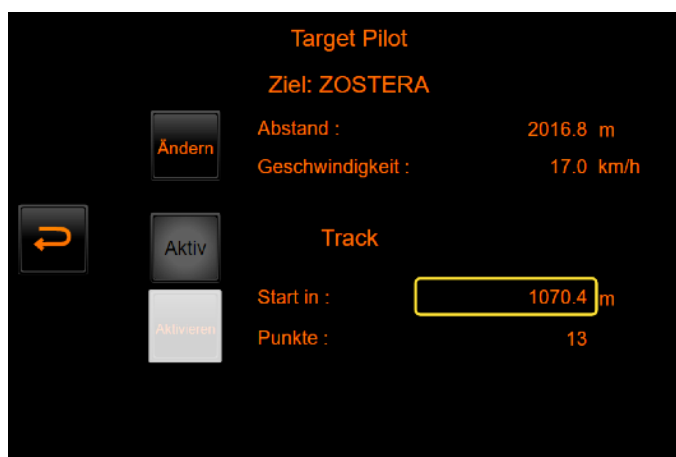 Target Pilot
Ziel: ZOSTERA
Ändern
Abstand : 2016.8 m
Geschwindigkeit : 17.0 km/h
Aktiv
Track
Aktivieren
Start in : 1070.4 m
Punkte : 13